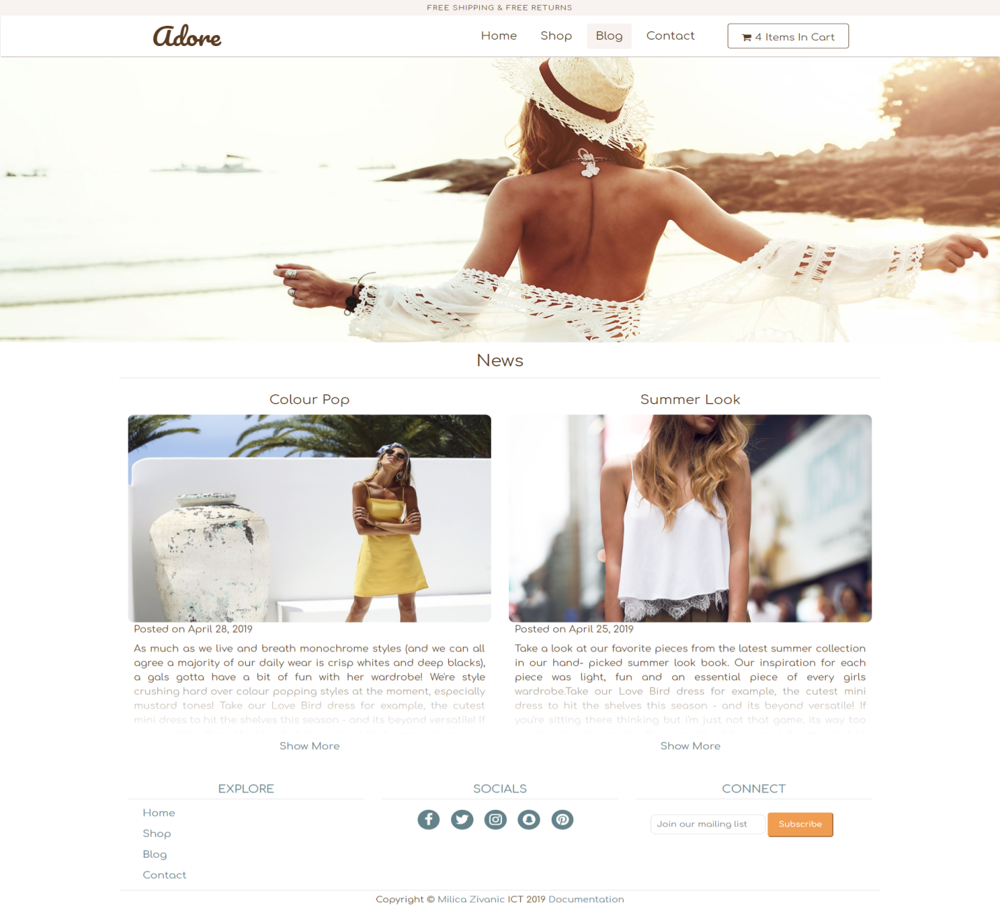 FREE SHIPPING & FREE RETURNS
Adore
Home
Shop
Blog
Contact
4 Items In Cart
News
Colour Pop
Posted on April 28, 2019
As much as we live and breath monochrome styles (and we can all
agree a majority of our daily wear is crisp whites and deep blacks),
a gals gotta have a bit of fun with her wardrobe! We're style
crushing hard over colour popping styles at the moment, especially
mustard tones! Take our Love Bird dress for example, the cutest
mini dress to hit the shelves this season - and its beyond versatile! If
Show More
Summer Look
Posted on April 25, 2019
Take a look at our favorite pieces from the latest summer collection
in our hand- picked summer look book. Our inspiration for each
piece was light, fun and an essential piece of every girls
wardrobe.Take our Love Bird dress for example, the cutest mini
dress to hit the shelves this season - and its beyond versatile! If
you're sitting there thinking but i'm just not that game, its way too
Show More
EXPLORE
Home
Shop
Blog
Contact
SOCIALS
CONNECT
Join our mailing list
Subscribe
Copyright © Milica Zivanic ICT 2019 Documentation